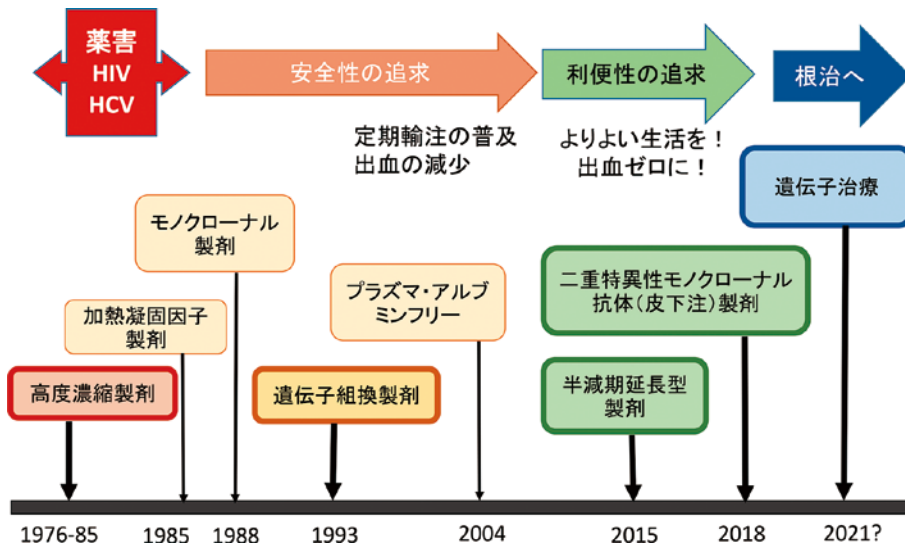 薬害
HIV
HCV
安全性の追求
利便性の追求
根治へ
定期輸注の普及
出血の減少
よりよい生活を！
出血ゼロに！
遺伝子治療
モノクローナル
製剤
二重特異性モノクローナル
抗体（皮下注）製剤
プラズマ・アルブ
ミンフリー
加熱凝固因子
製剤
高度濃縮製剤
遺伝子組換製剤
半減期延長型
製剤
1976-85
1985
1988
1993
2004
2015
2018
2021?